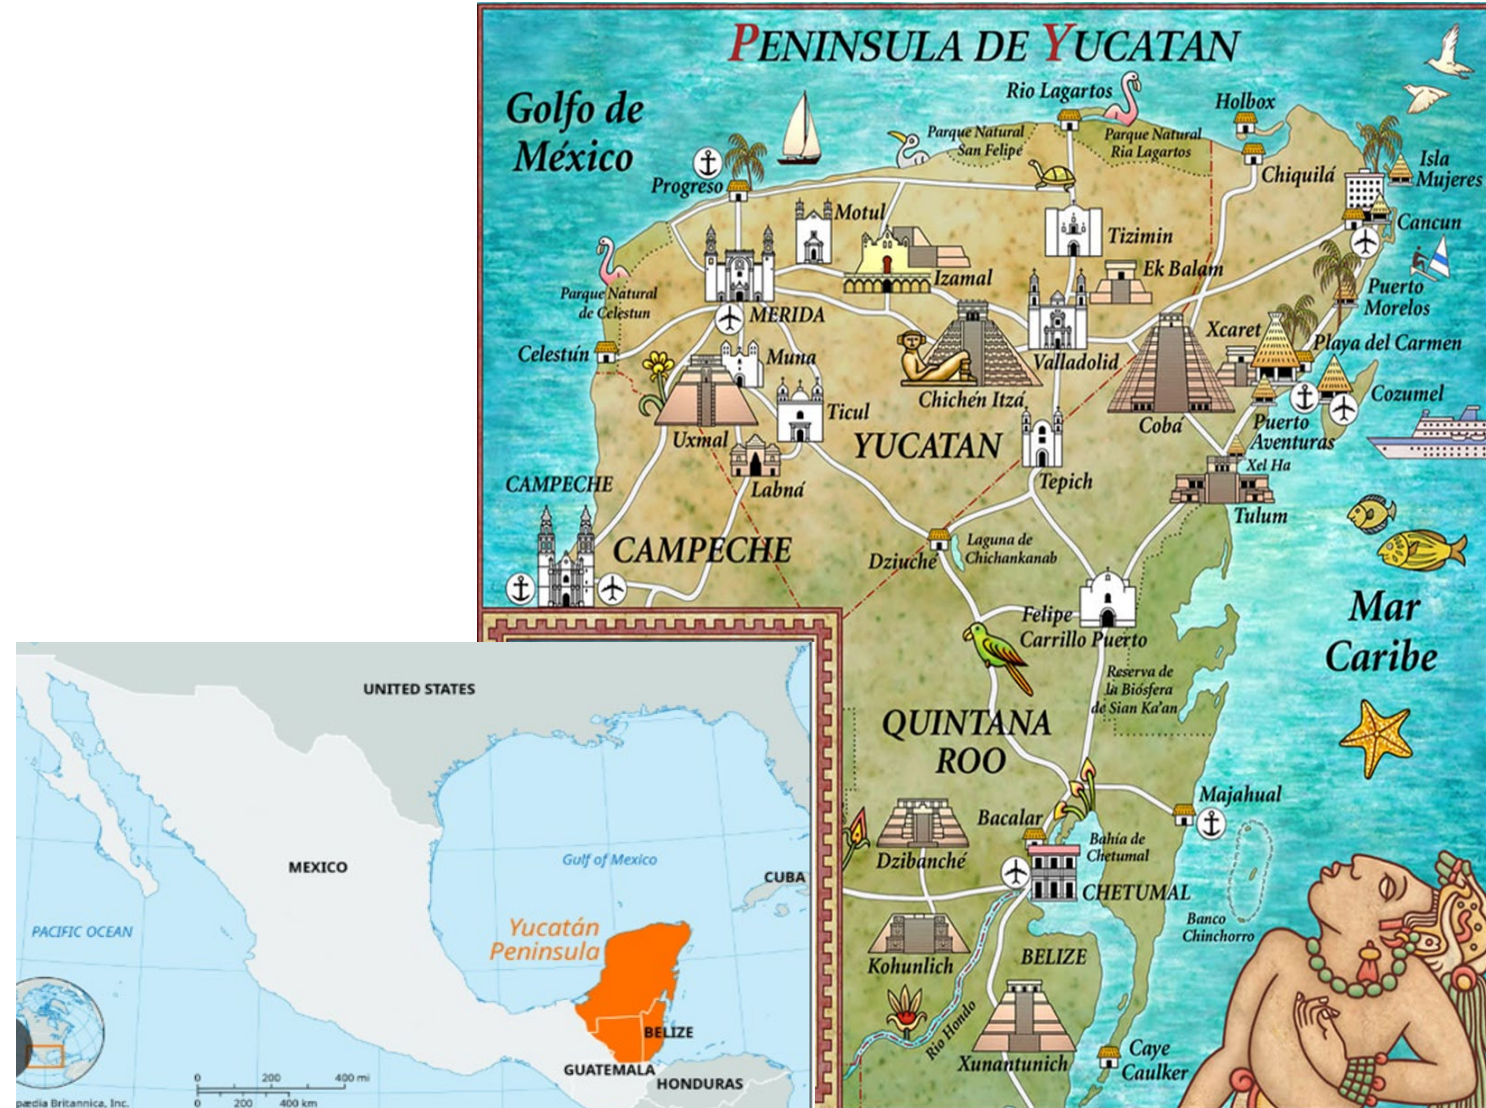 PENINSULA DE YUCATAN
Golfo de
México
Rio Lagartos
Holbox
Parque Natural
San Felipe
Parque Natural
Ria Lagartos
Chiquilá
Isla
Mujeres
Progreso
Motul
Cancun
Tizimin
Izamal
Ek Balam
Parque Natural
de Celestun
Puerto
Morelos
MERIDA
Xcaret
Playa del Carmen
Celestún
Muna
Valladolid
Cozumel
Chichén Itzá
Ticul
Coba
Puerto
Aventuras
Uxmal
YUCATAN
Xel Ha
Tepich
CAMPECHE
Labná
Tulum
CAMPECHE
Dziuché
Laguna de
Chichankanab
Mar
Caribe
Felipe
Carrillo Puerto
Reserva de
la Biósfera
de Sian Ka'an
QUINTANA
ROO
Majahual
Bacalar
Bahía de
Chetumal
Dzibanché
CHETUMAL
Banco
Chinchorro
Kohunlich
BELIZE
Rio Hondo
Xunantunich
Caye
Caulker
UNITED STATES
MEXICO
Gulf of Mexico
CUBA
PACIFIC OCEAN
Yucatán
Peninsula
BELIZE
GUATEMALA
HONDURAS
0 200 400 mi
0 200 400 km
pædia Britannica, Inc.